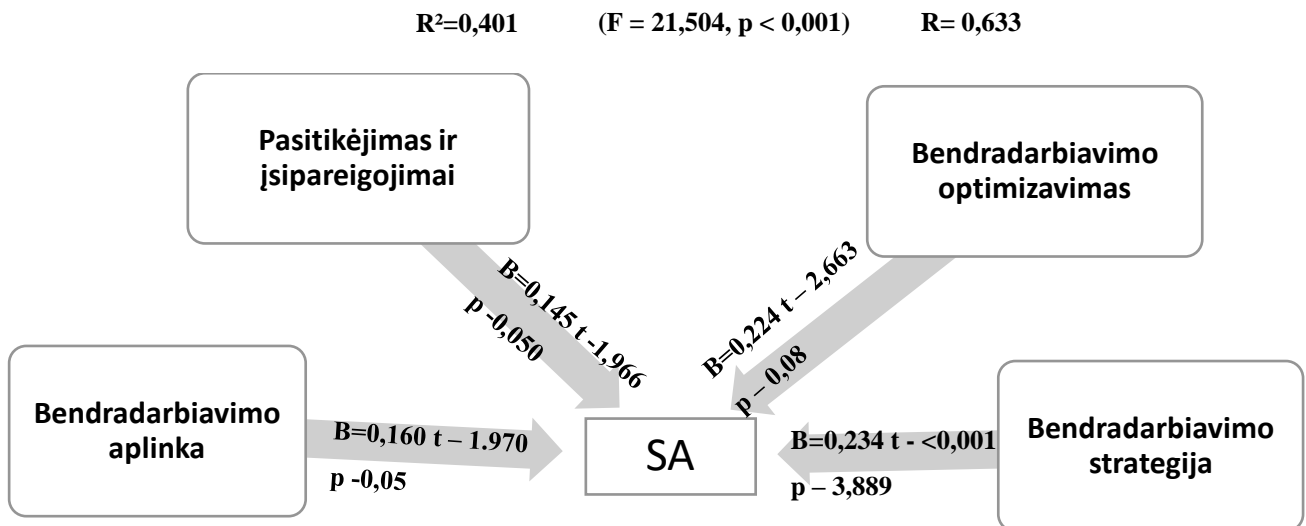 R²=0,401 (F = 21,504, p < 0,001) R= 0,633
Pasitikėjimas ir
įsipareigojimai
Bendradarbiavimo
optimizavimas
B=0,145 t -1,966
p -0,050
B=0,224 t – 2,663
p – 0,08
Bendradarbiavimo
aplinka
B=0,160 t – 1.970
p -0,05
SA
B=0,234 t - <0,001
p – 3,889
Bendradarbiavimo
strategija